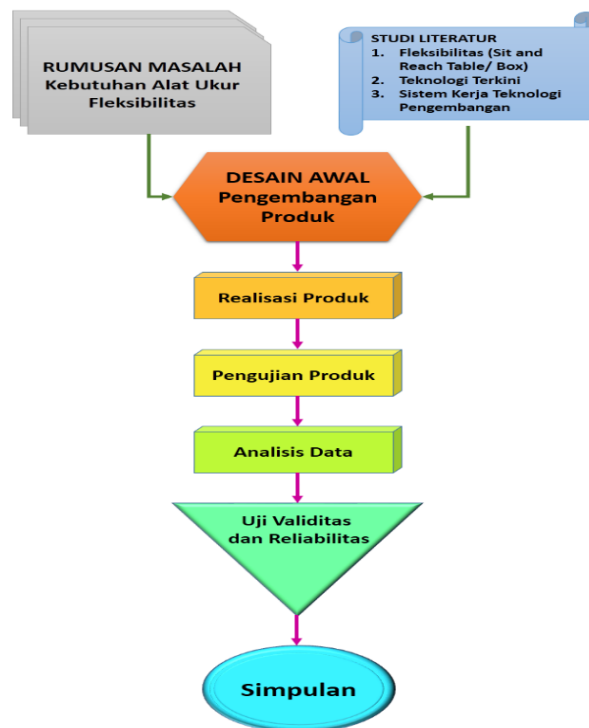 RUMUSAN MASALAH
Kebutuhan Alat Ukur
Fleksibilitas
STUDI LITERATUR
1. Fleksibilitas (Sit and
Reach Table/ Box)
2. Teknologi Terkini
3. Sistem Kerja Teknologi
Pengembangan
DESAIN AWAL
Pengembangan
Produk
Realisasi Produk
Pengujian Produk
Analisis Data
Uji Validitas
dan Reliabilitas
Simpulan